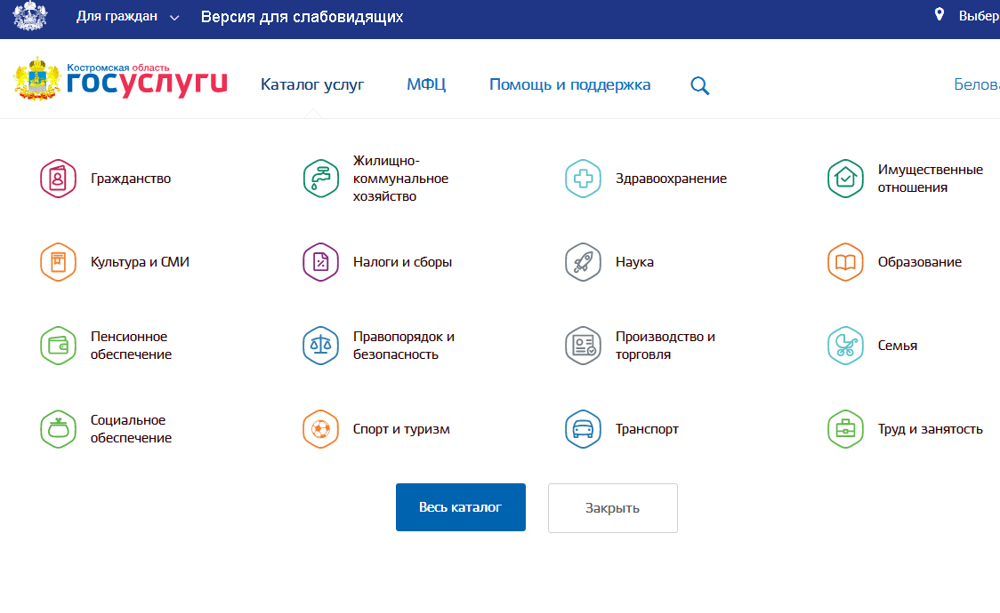 Для граждан
Версия для слабовидящих
Выбер
Костромская область
госуслуги
Каталог услуг
МФЦ
Помощь и поддержка
Белова
Гражданство
Жилищно-
коммунальное
хозяйство
Здравоохранение
Имущественные
отношения
Культура и СМИ
Налоги и сборы
Наука
Образование
Пенсионное
обеспечение
Правопорядок и
безопасность
Производство и
торговля
Семья
Социальное
обеспечение
Спорт и туризм
Транспорт
Труд и занятость
Весь каталог
Закрыть